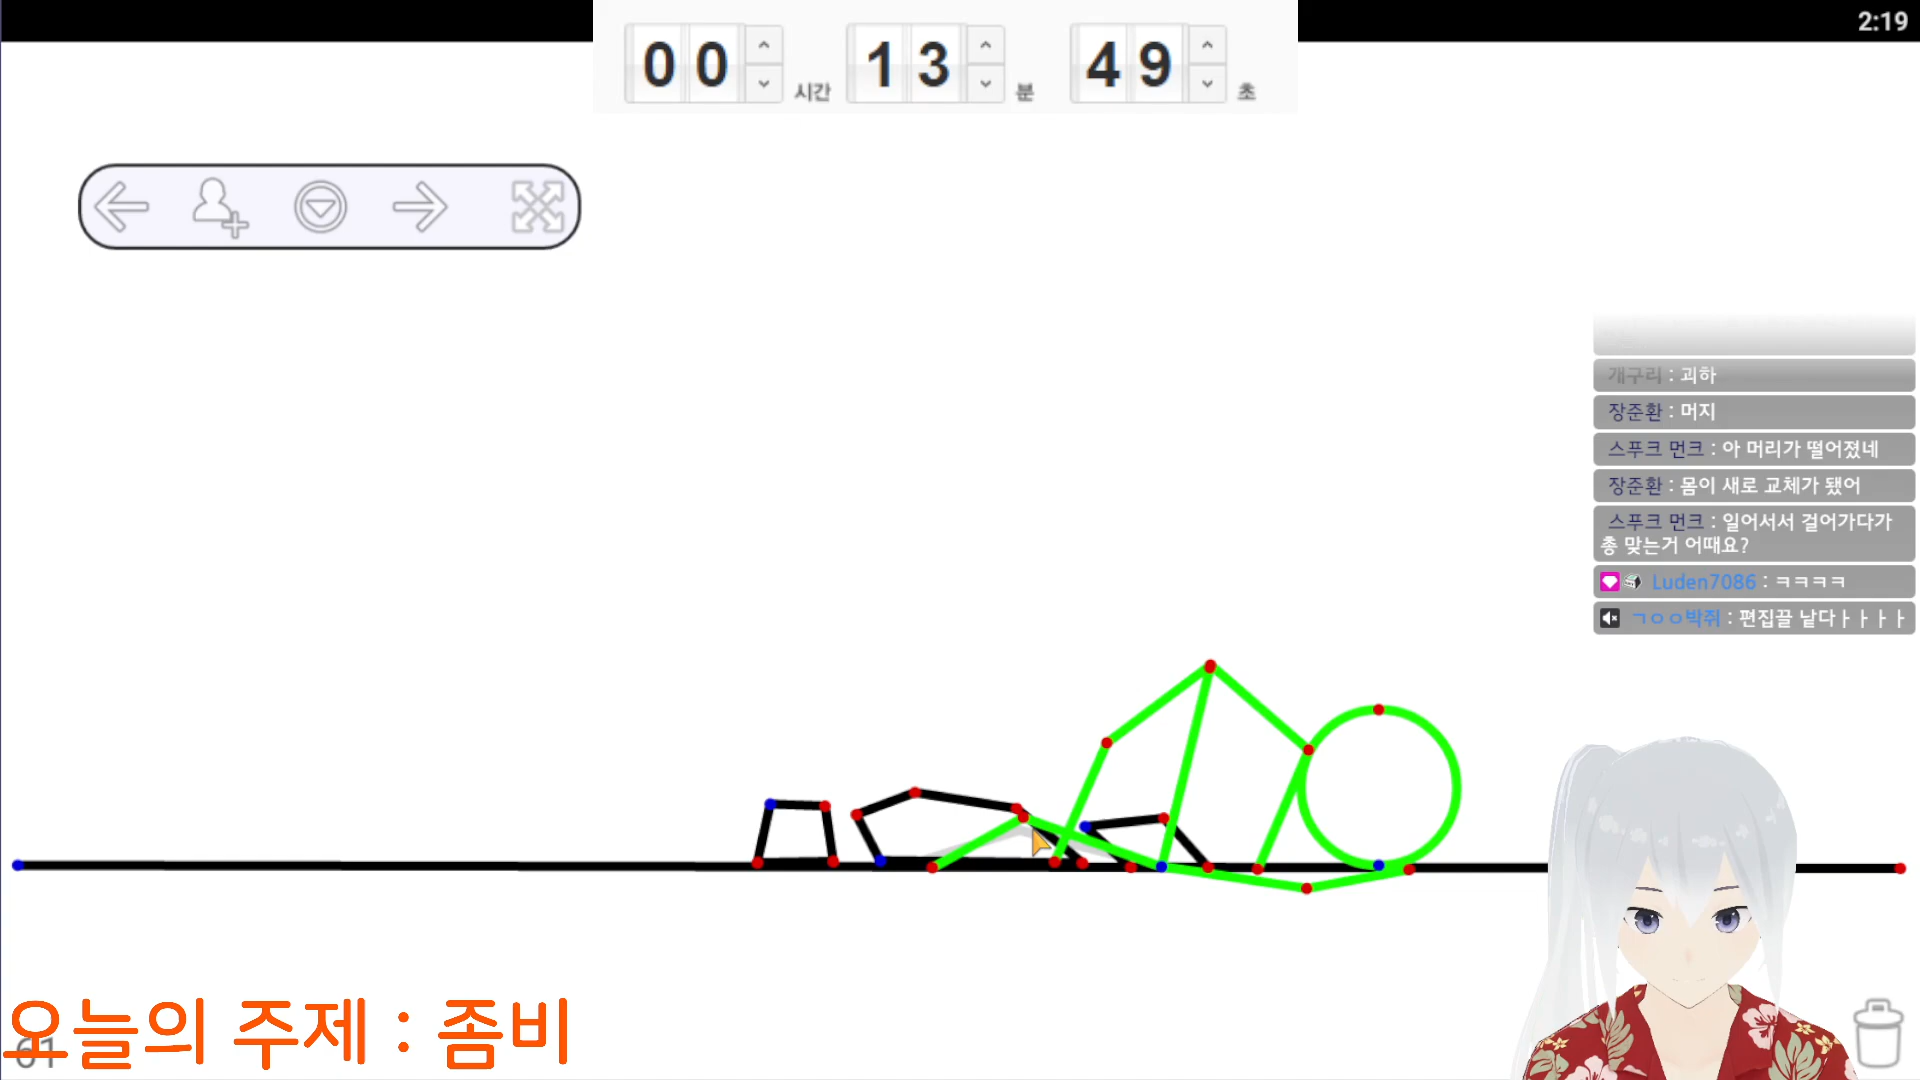 2:19
00 시간 13 분 49 초
개구리 : 괴하
장준환 : 머지
스푸크 먼크 : 아 머리가 떨어졌네
장준환 : 몸이 새로 교체가 됐어
스푸크 먼크 : 일어서서 걸어가다가
총 맞는거 어때요?
Luden7086 : ㅋㅋㅋㅋ
ㄱㅇㅇ박쥐 : 편집끌 낱다ㅏㅏㅏㅏ
오늘의 주제 : 좀비
61